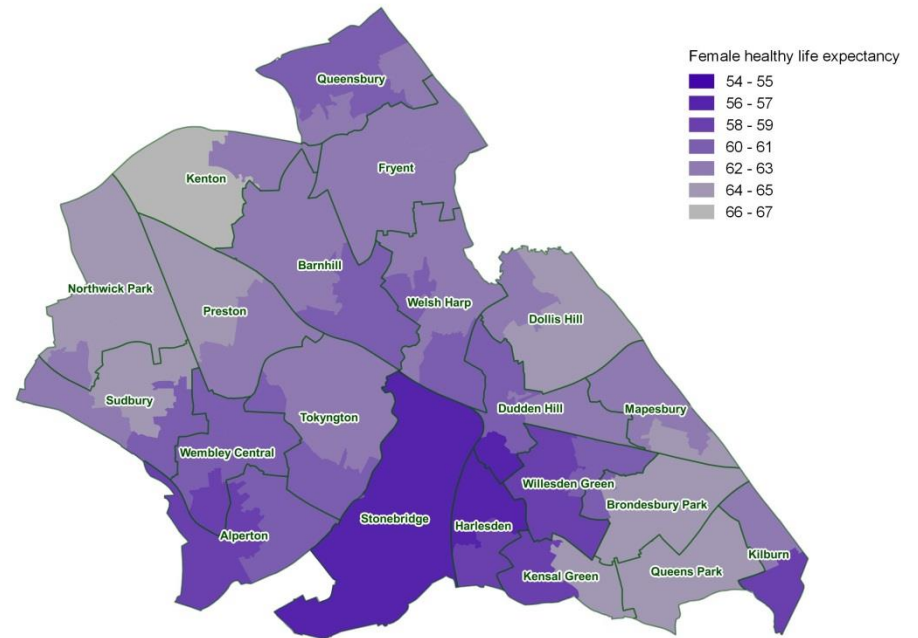 Female healthy life expectancy
54 - 55
56 - 57
58 - 59
60 - 61
62 - 63
64 - 65
66 - 67
Queensbury
Fryent
Kenton
Barnhill
Northwick Park
Welsh Harp
Preston
Dollis Hill
Sudbury
Dudden Hill
Mapesbury
Tokyngton
Wembley Central
Willesden Green
Brondesbury Park
Stonebridge
Harlesden
Alperton
Kilburn
Kensal Green
Queens Park